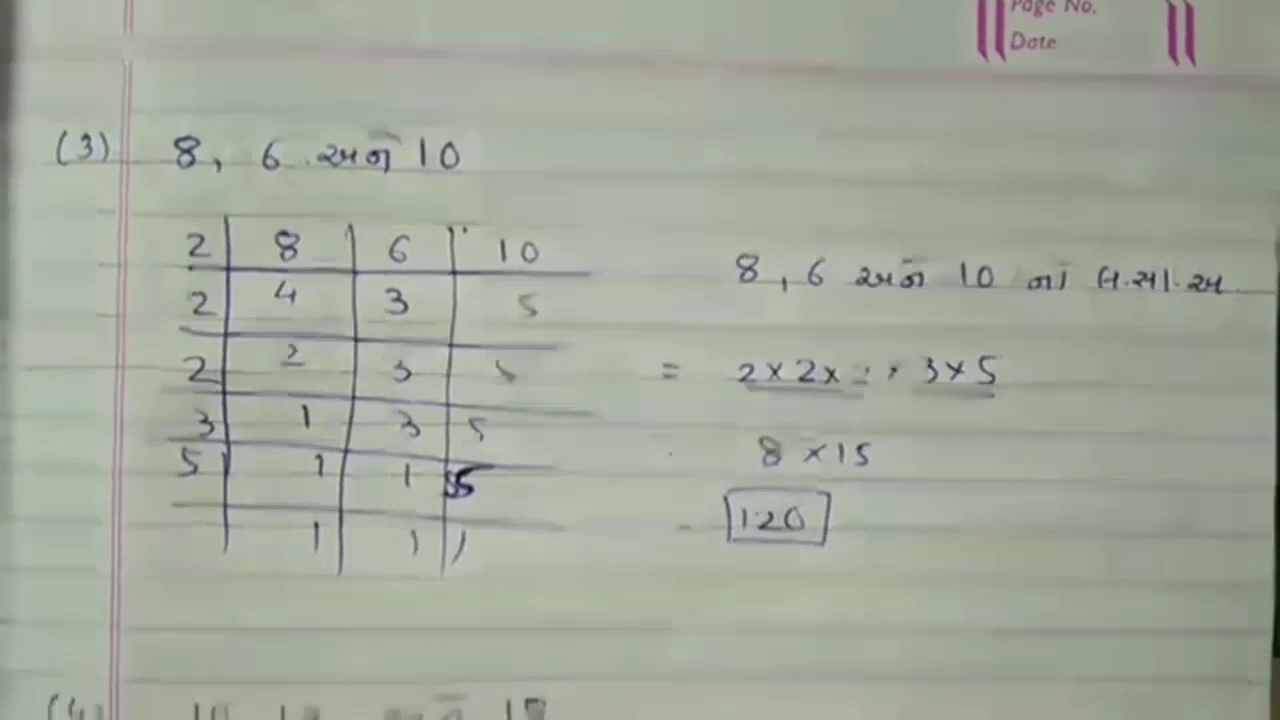 Page No.
Date
(3) 8, 6 અને 10
2 8 6 10
2 4 3 5
2 2 3 5
3 1 3 5
5 1 1 5
1 1 1
8, 6 અને 10 નો લ.સા.અ
= 2 × 2 × × 3 × 5
8 × 15
120